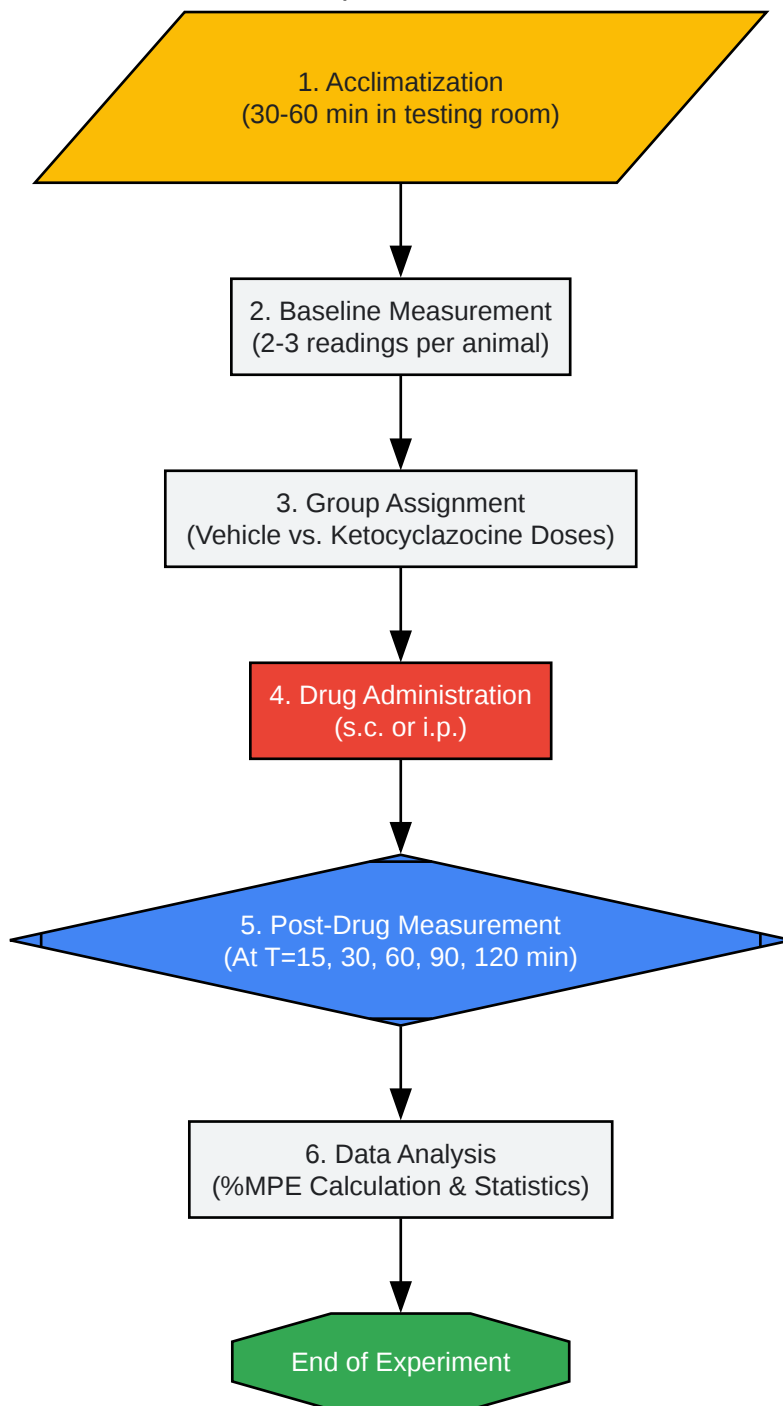 1. Acclimatization
(30-60 min in testing room)
2. Baseline Measurement
(2-3 readings per animal)
3. Group Assignment
(Vehicle vs. Ketocyclazocine Doses)
4. Drug Administration
(s.c. or i.p.)
5. Post-Drug Measurement
(At T=15, 30, 60, 90, 120 min)
6. Data Analysis
(%MPE Calculation & Statistics)
End of Experiment